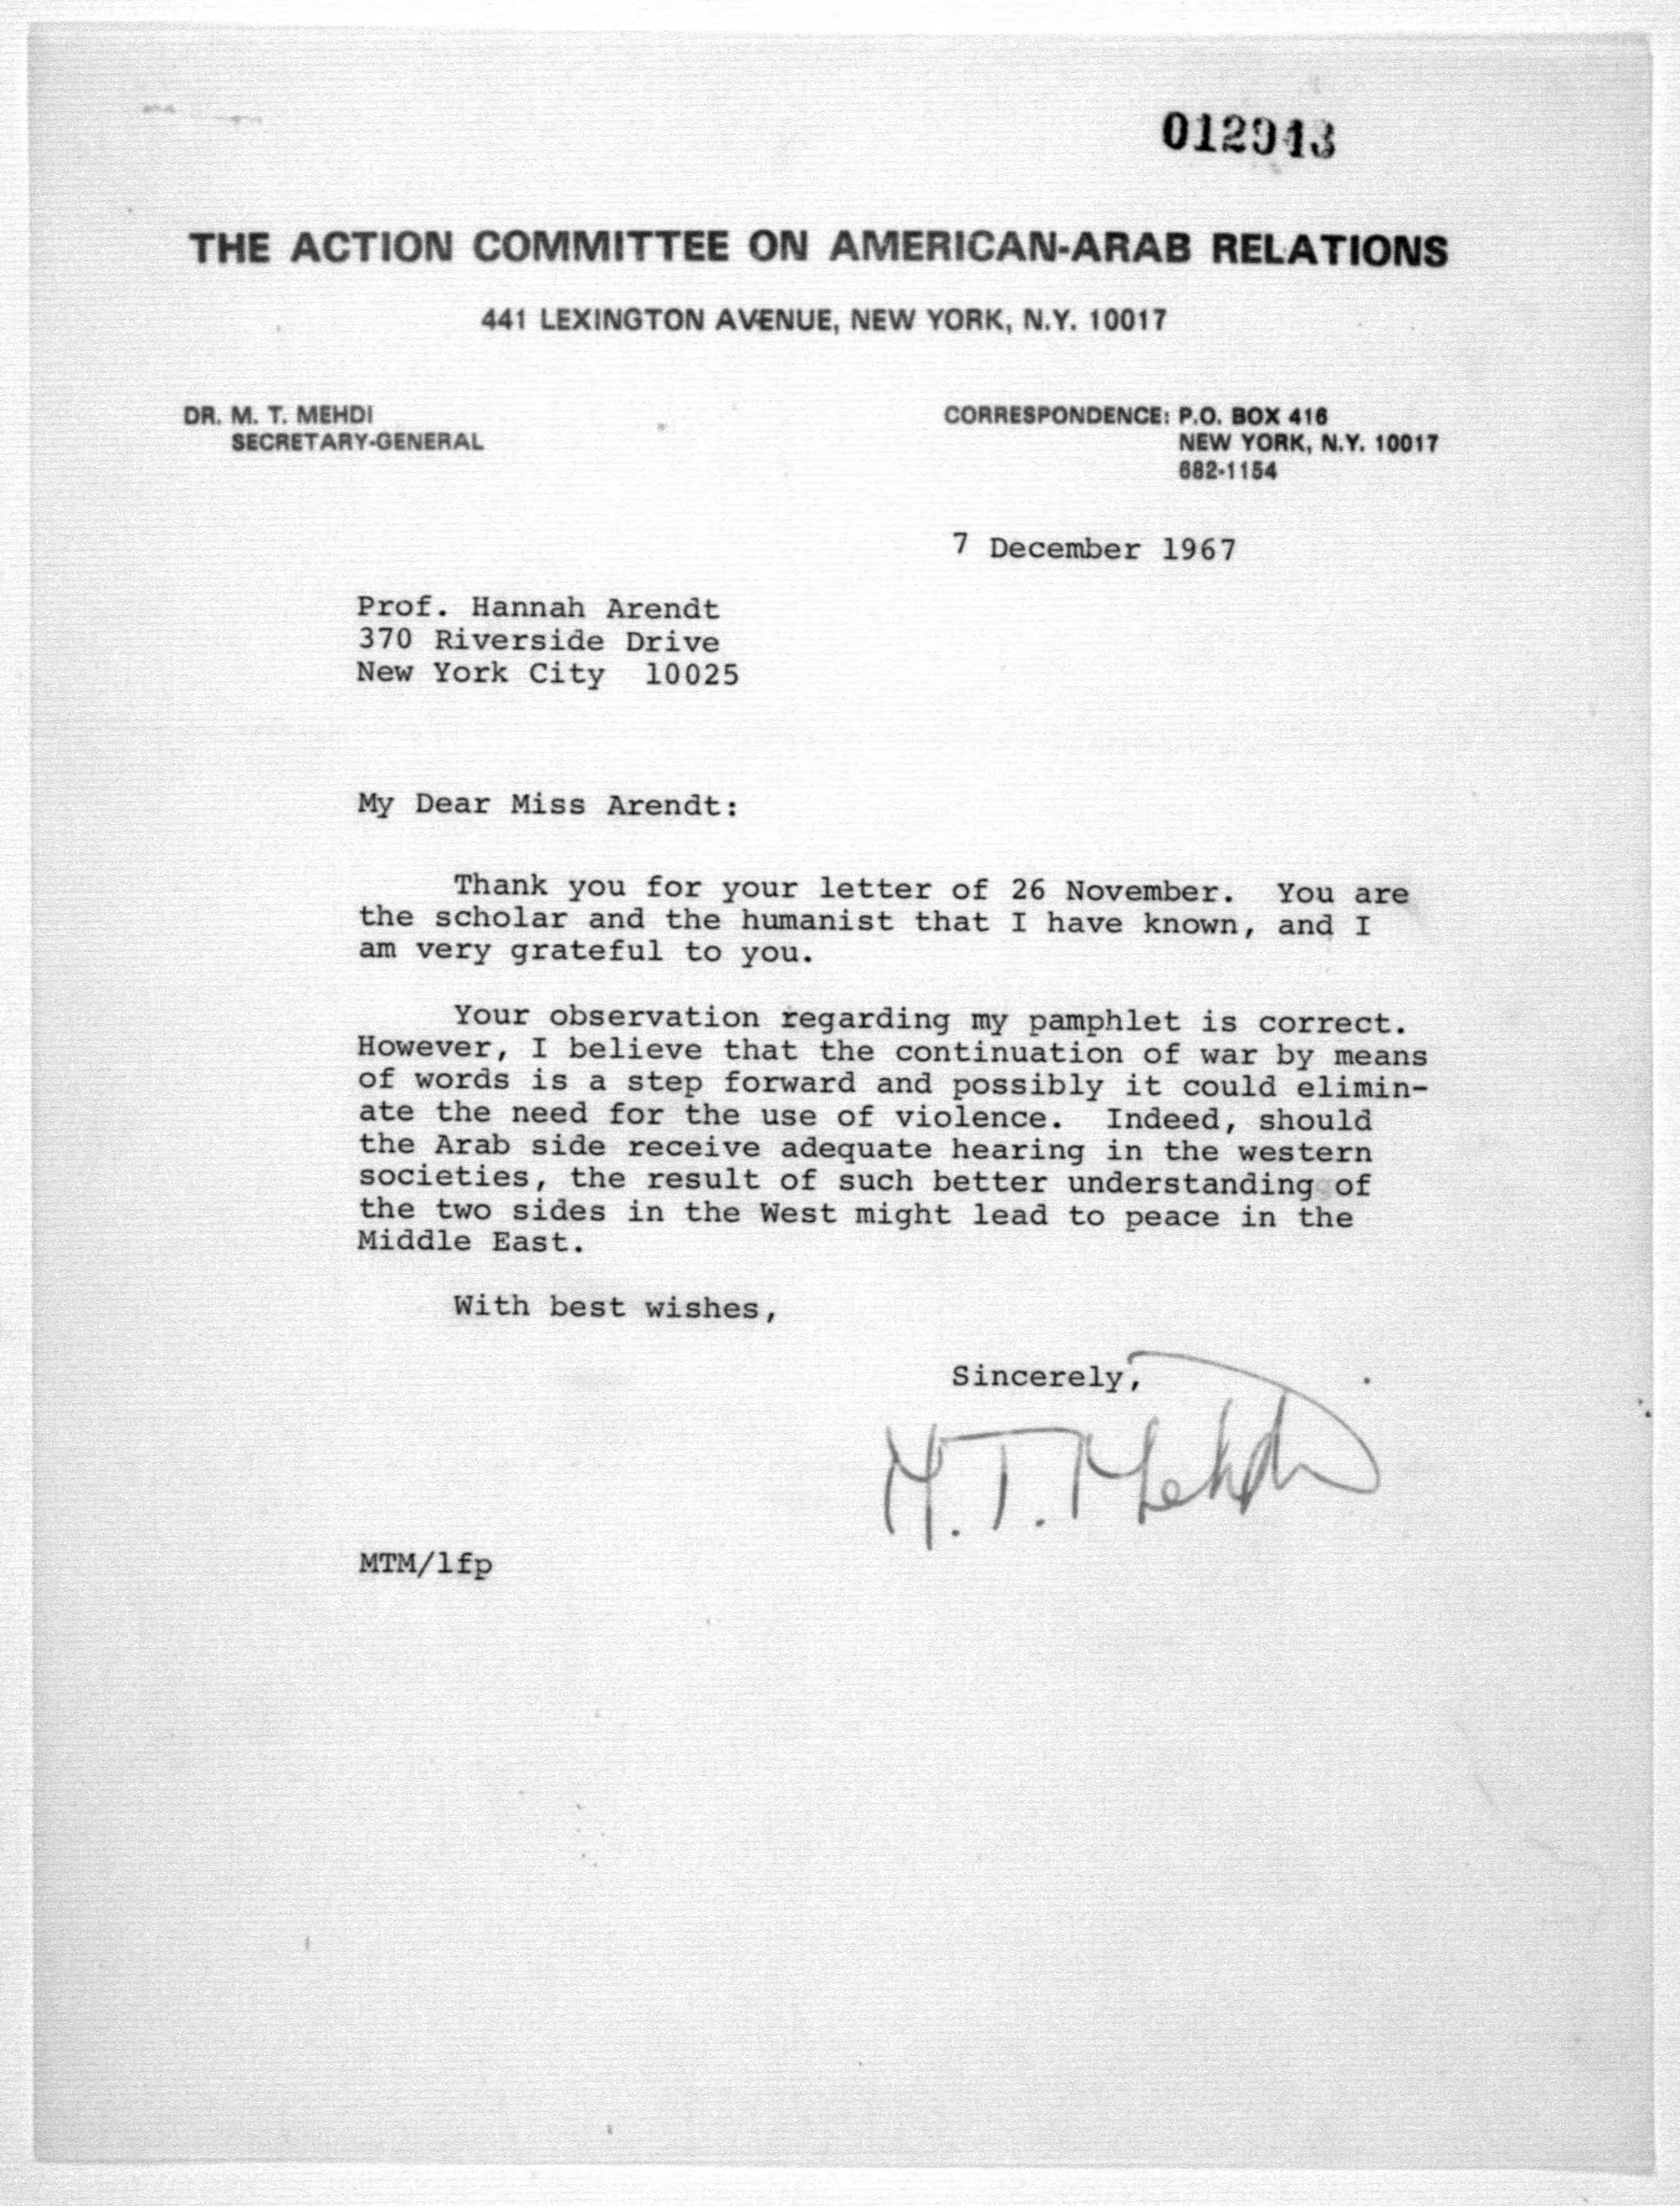 012913
THE ACTION COMMITTEE ON AMERICAN-ARAB RELATIONS
441 LEXINGTON AVENUE, NEW YORK, N.Y. 10017
DR. M. T. MEHDI
SECRETARY-GENERAL
CORRESPONDENCE: P.O. BOX 416
NEW YORK, N.Y. 10017
682-1154
7 December 1967
Prof. Hannah Arendt
370 Riverside Drive
New York City 10025
My Dear Miss Arendt:
Thank you for your letter of 26 November. You are
the scholar and the humanist that I have known, and I
am very grateful to you.
Your observation regarding my pamphlet is correct.
However, I believe that the continuation of war by means
of words is a step forward and possibly it could elimin-
ate the need for the use of violence. Indeed, should
the Arab side receive adequate hearing in the western
societies, the result of such better understanding of
the two sides in the West might lead to peace in the
Middle East.
With best wishes,
Sincerely,
M. T. Mehdi
MTM/lfp